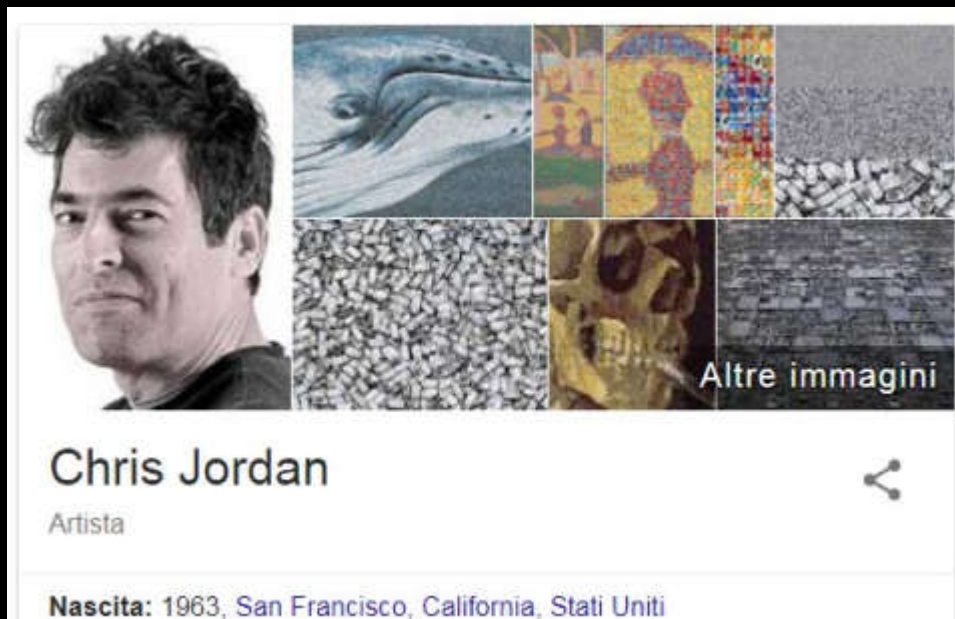 Altre immagini
Chris Jordan
Artista
Nascita: 1963, San Francisco, California, Stati Uniti